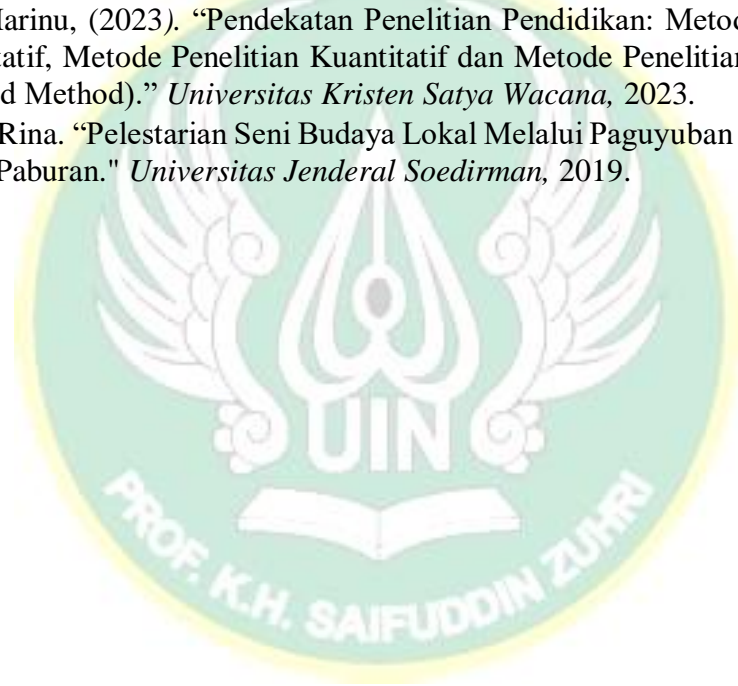 Marinu, (2023). “Pendekatan Penelitian Pendidikan: Metod
tatif, Metode Penelitian Kuantitatif dan Metode Penelitian
d Method).” Universitas Kristen Satya Wacana, 2023.
Rina. “Pelestarian Seni Budaya Lokal Melalui Paguyuban
Paburan." Universitas Jenderal Soedirman, 2019.
UIN
PROF. K.H. SAIFUDDIN ZUHRI